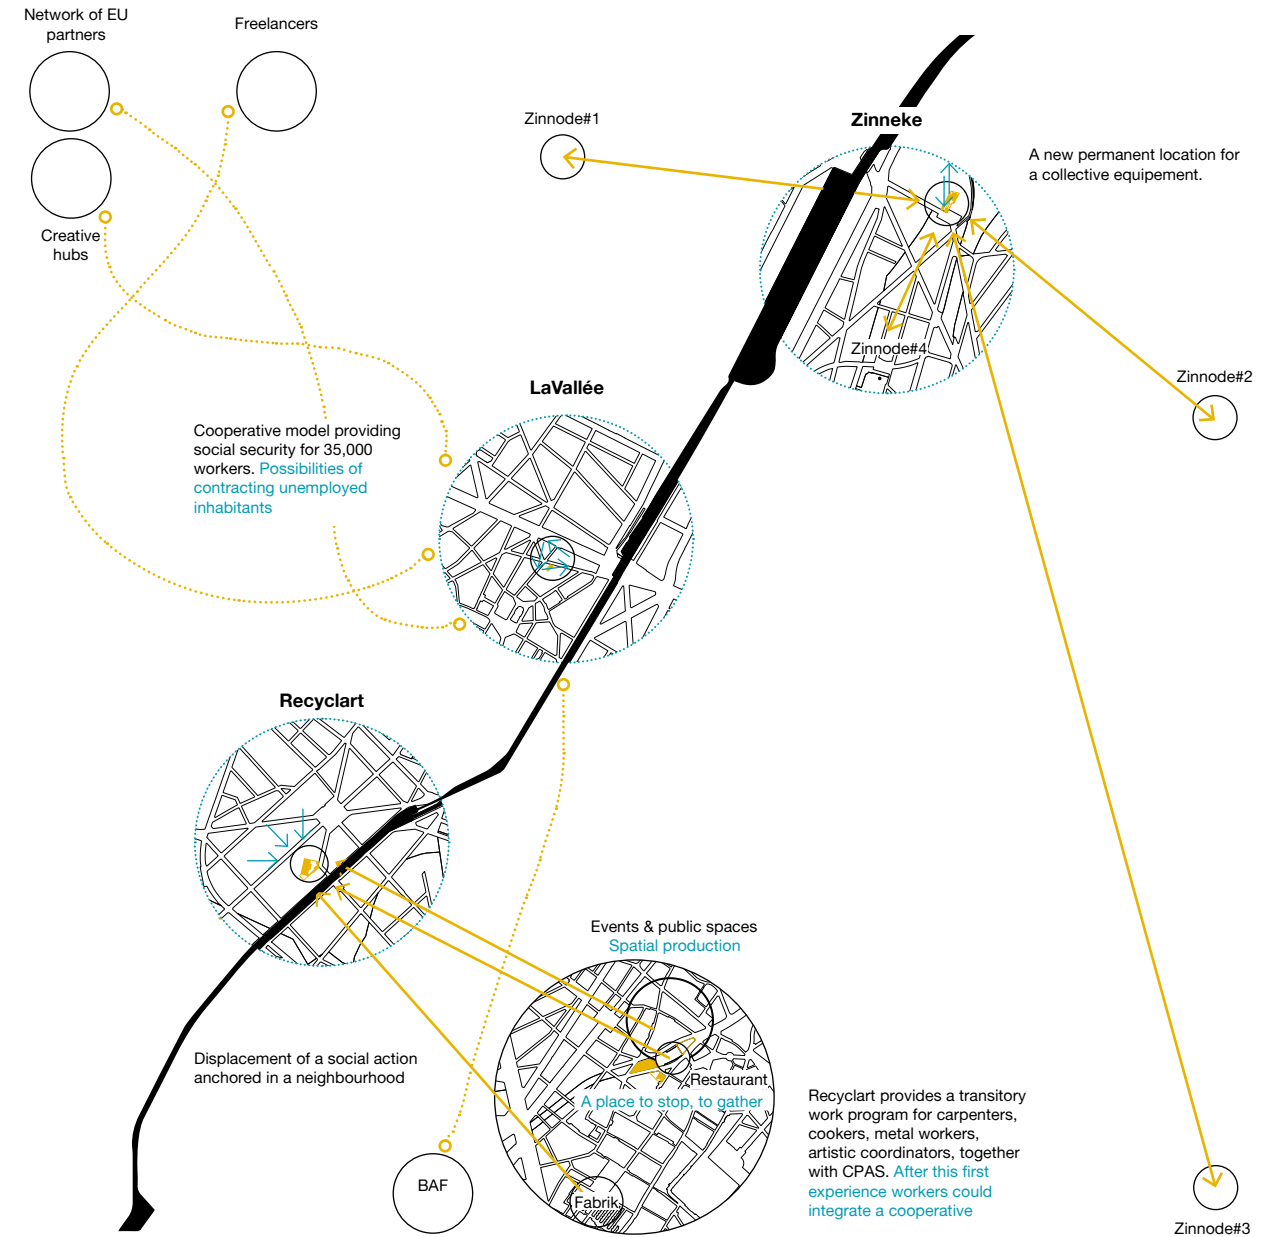 Network of EU
partners
Freelancers
Creative
hubs
Zinnode#1
Zinneke
A new permanent location for
a collective equipement.
Zinnode#4
Zinnode#2
LaVallée
Cooperative model providing
social security for 35,000
workers. Possibilities of
contracting unemployed
inhabitants
Recyclart
Events & public spaces
Spatial production
Displacement of a social action
anchored in a neighbourhood
Restaurant
A place to stop, to gather
Recyclart provides a transitory
work program for carpenters,
cookers, metal workers,
artistic coordinators, together
with CPAS. After this first
experience workers could
integrate a cooperative
BAF
Fabrik
Zinnode#3